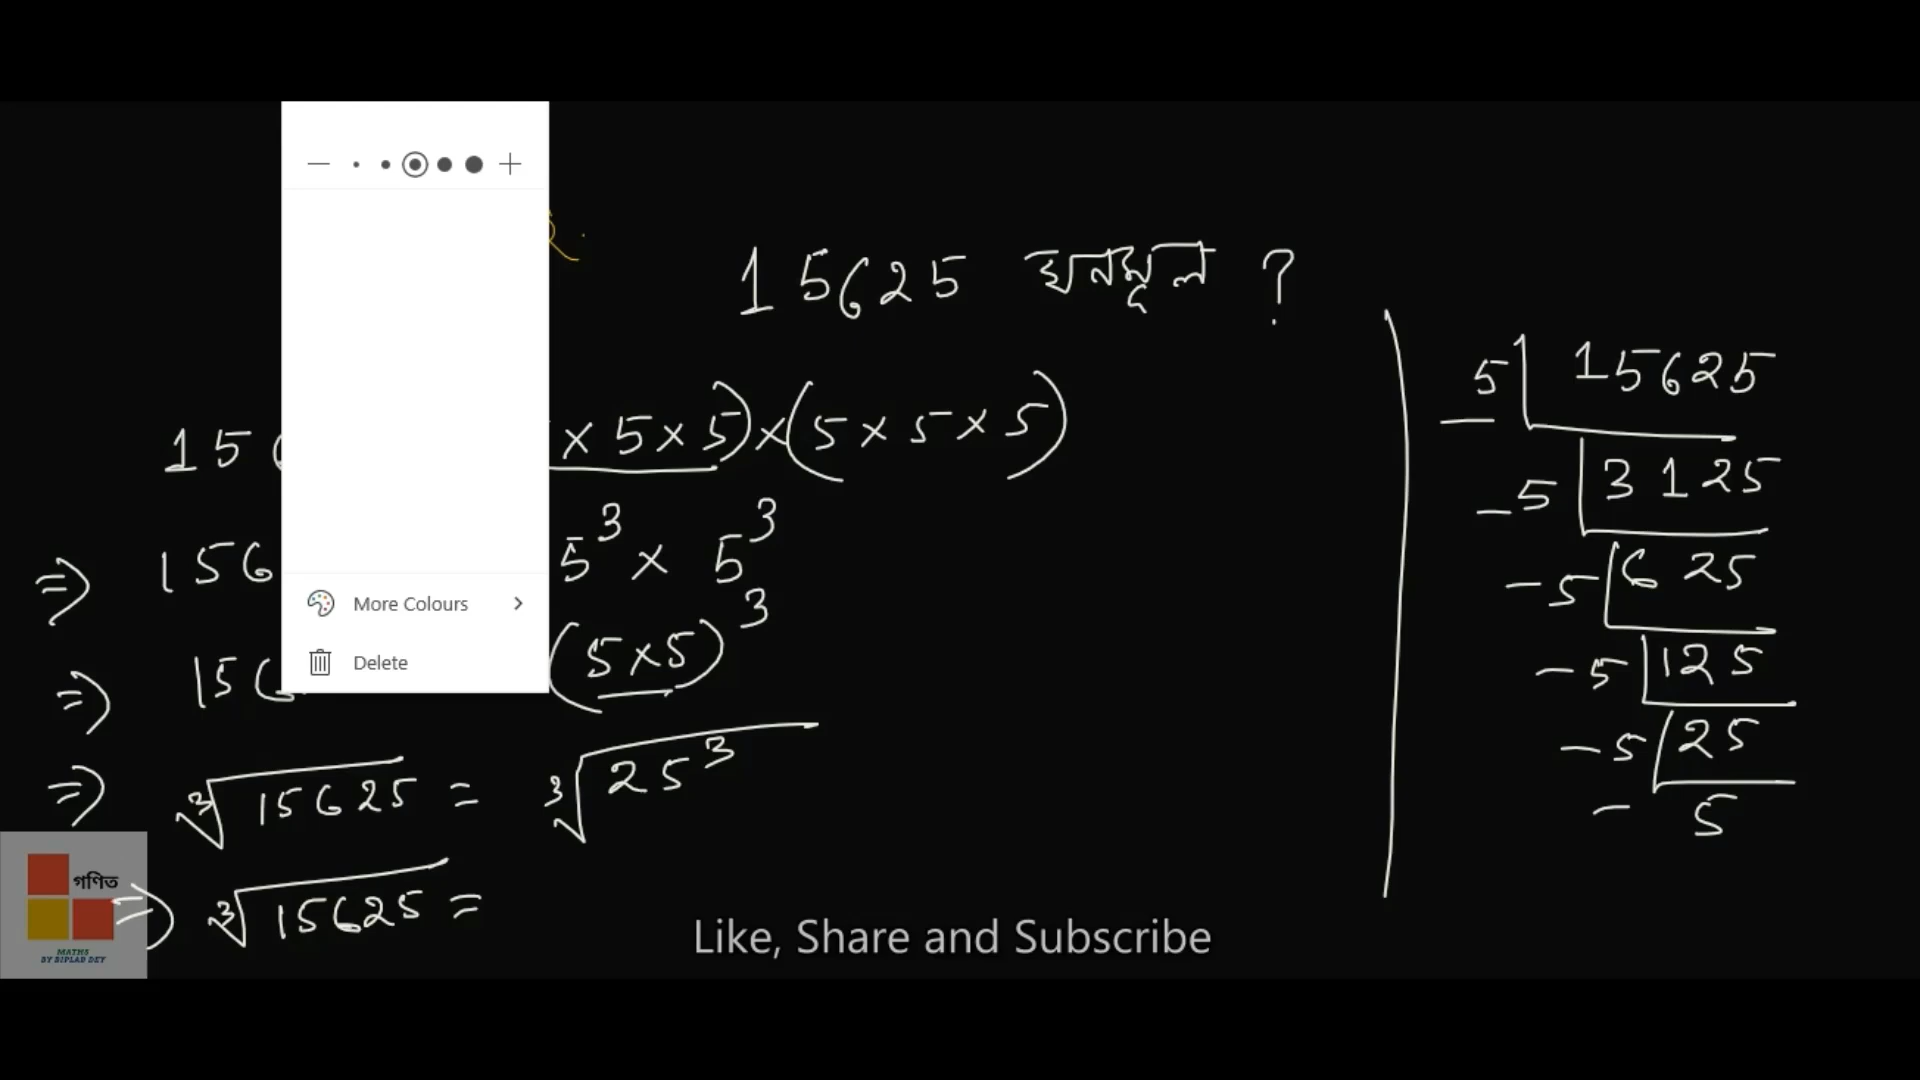 15625 ঘনমূল ?
15 × 5 × 5) × (5 × 5 × 5)
⇒ 156 5³ × 5³
⇒ 15 (5×5)³
⇒ ∛15625 = ∛25³
⇒ ∛15625 =
5 15625
5 3125
5 625
5 125
5 25
5
More Colours
Delete
গণিত
MATHS
BY BIPLAB DEY
Like, Share and Subscribe